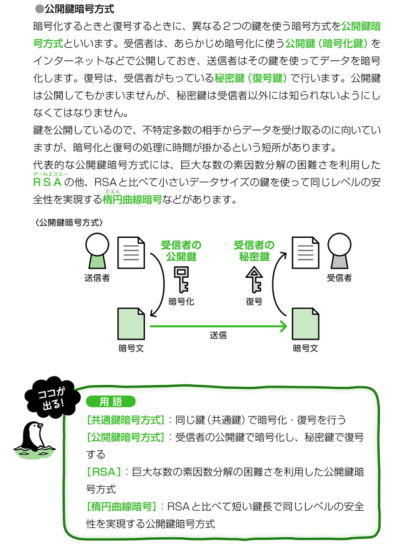 ●公開鍵暗号方式
暗号化するときと復号するときに、異なる2つの鍵を使う暗号方式を公開鍵暗
号方式といいます。受信者は、あらかじめ暗号化に使う公開鍵（暗号化鍵）を
インターネットなどで公開しておき、送信者はその鍵を使ってデータを暗号
化します。復号は、受信者がもっている秘密鍵（復号鍵）で行います。公開鍵
は公開してもかまいませんが、秘密鍵は受信者以外には知られないようにし
なくてはなりません。
鍵を公開しているので、不特定多数の相手からデータを受け取るのに向いてい
ますが、暗号化と復号の処理に時間が掛かるという短所があります。
代表的な公開鍵暗号方式には、巨大な数の素因数分解の困難さを利用した
アールエスエー
RSAの他、RSAと比べて小さいデータサイズの鍵を使って同じレベルの安
だえん
全性を実現する楕円曲線暗号などがあります。
〈公開鍵暗号方式〉
送信者
受信者の
公開鍵
暗号化
受信者の
秘密鍵
復号
受信者
暗号文
送信
暗号文
ココが
出る!
用語
[共通鍵暗号方式]：同じ鍵（共通鍵）で暗号化・復号を行う
[公開鍵暗号方式]：受信者の公開鍵で暗号化し、秘密鍵で復号
する
[RSA]：巨大な数の素因数分解の困難さを利用した公開鍵暗
号方式
[楕円曲線暗号]：RSAと比べて短い鍵長で同じレベルの安全
性を実現する公開鍵暗号方式